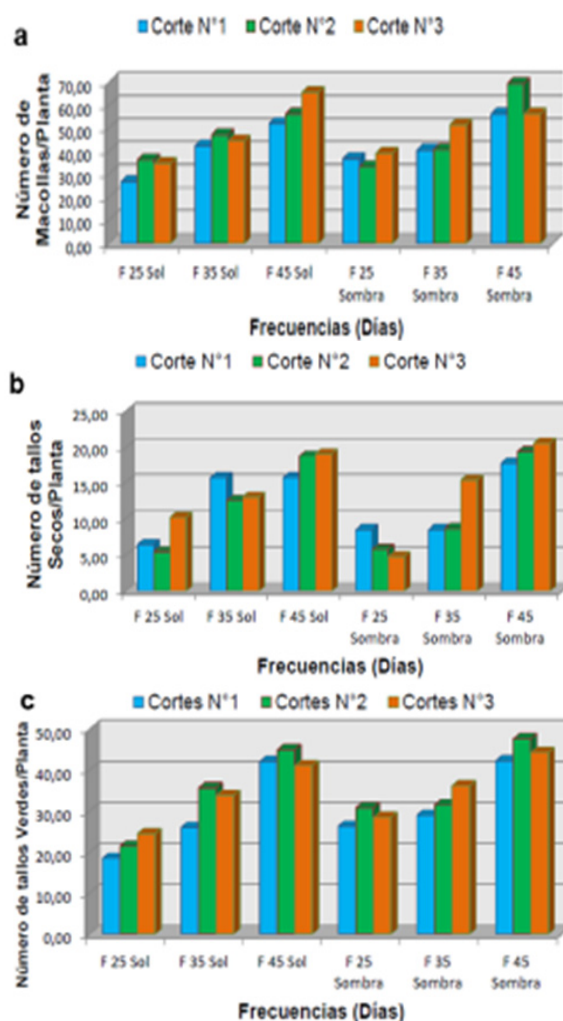 a
Corte N°1 Corte N°2 Corte N°3
Número de
Macollas/Planta
70,00
60,00
50,00
40,00
30,00
20,00
10,00
0,00
F 25 Sol F 35 Sol F 45 Sol F 25 F 35 F 45
Sombra Sombra Sombra
Frecuencias (Días)
b
Corte N°1 Corte N°2 Corte N°3
Número de tallos
Secos/Planta
25,00
20,00
15,00
10,00
5,00
0,00
F 25 Sol F 35 Sol F 45 Sol F 25 F 35 F 45
Sombra Sombra Sombra
Frecuencias (Días)
c
Cortes N°1 Cortes N°2 Cortes N°3
Número de tallos Verdes/Planta
50,00
40,00
30,00
20,00
10,00
0,00
F 25 Sol F 35 Sol F 45 Sol F 25 F 35 F 45
Sombra Sombra Sombra
Frecuencias (Días)